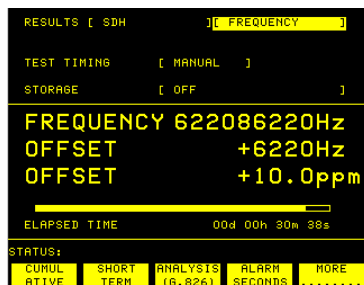 RESULTS [ SDH ][ FREQUENCY ]
TEST TIMING [ MANUAL ]
STORAGE [ OFF ]
FREQUENCY 622086220Hz
OFFSET +6220Hz
OFFSET +10.0ppm
ELAPSED TIME 00d 00h 30m 38s
STATUS:
CUMUL ATIVE SHORT TERM ANALYSIS (G.826) ALARM SECONDS MORE ........